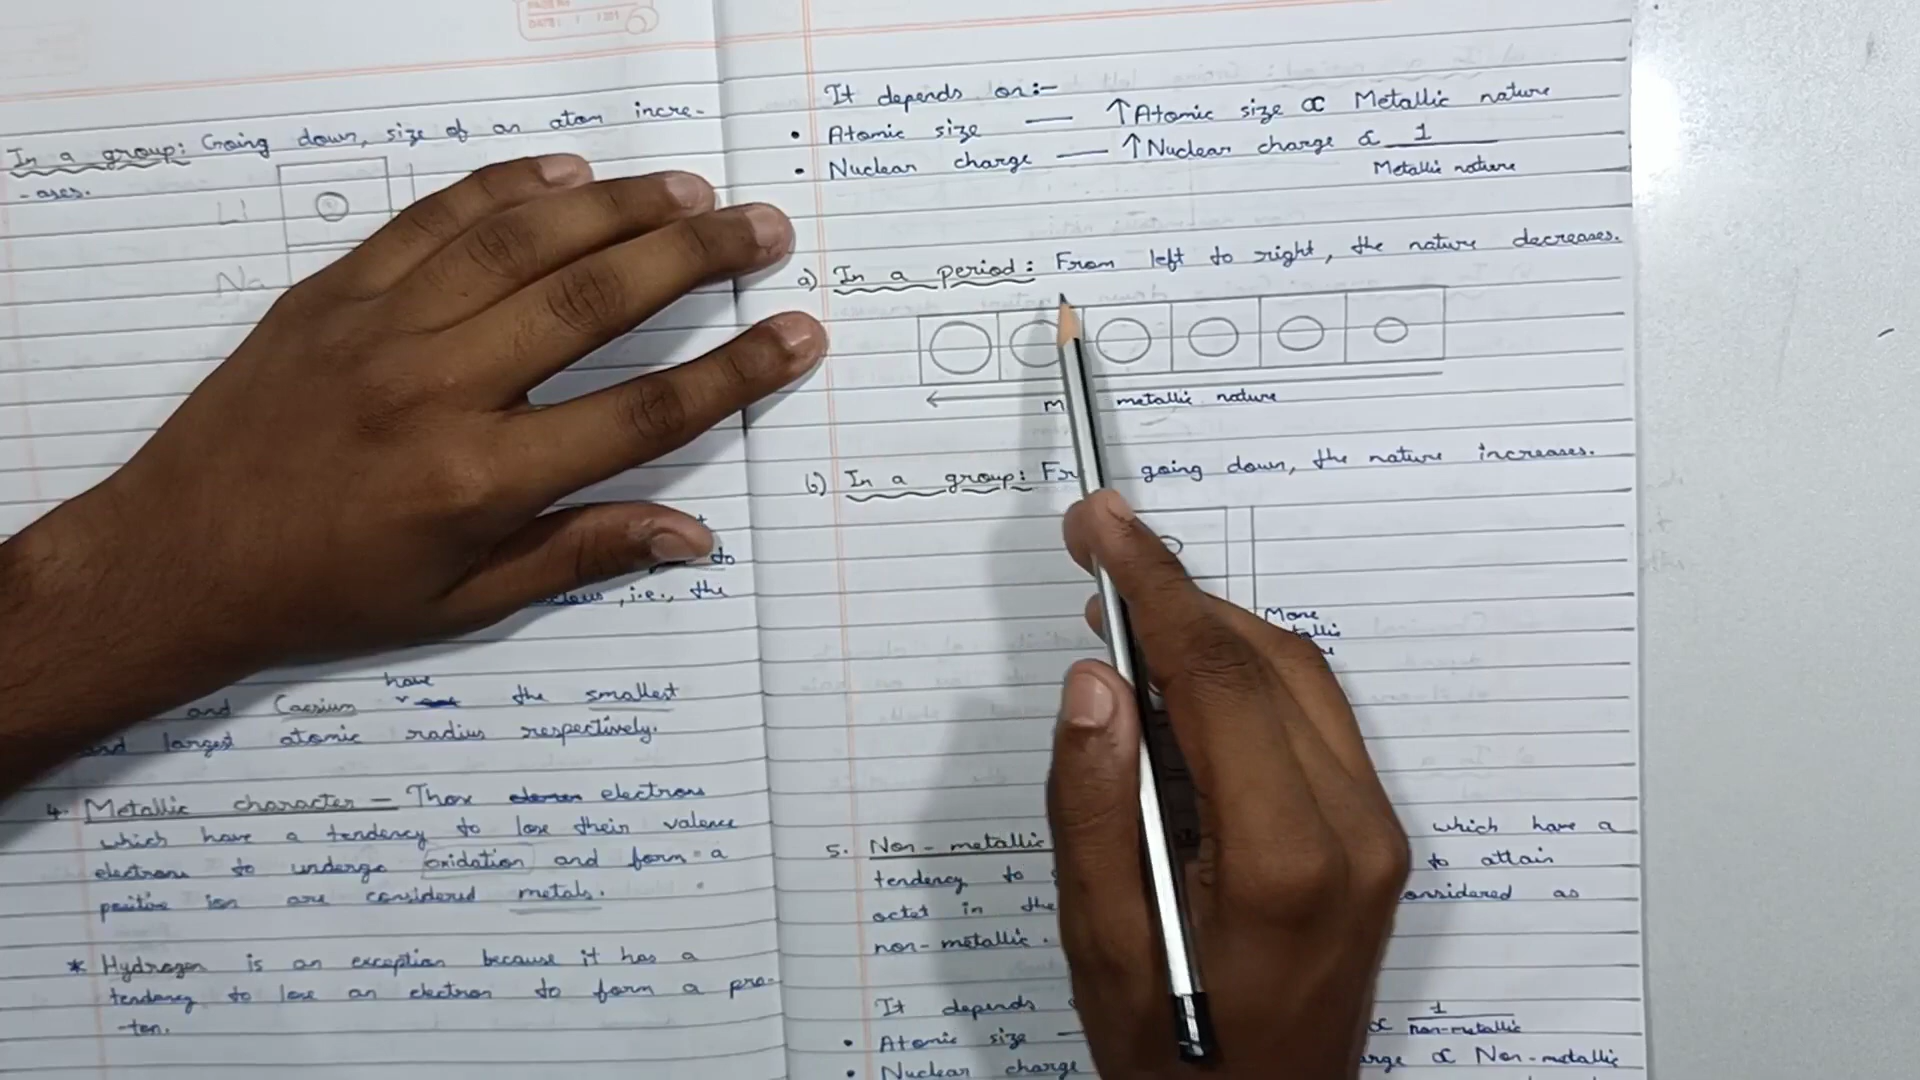 DATE: / /
In a group: Going down, size of an atom incre-
-ases.
Li
Na
to
, i.e., the
have
and Caesium the smallest
and largest atomic radius respectively.
4. Metallic character - Those electrons
which have a tendency to lose their valence
electrons to undergo oxidation and form a
positive ion are considered metals.
* Hydrogen is an exception because it has a
tendency to lose an electron to form a pro-
-ton.
It depends on:-
• Atomic size — ↑Atomic size ∝ Metallic nature
• Nuclear charge — ↑Nuclear charge ∝ 1
Metallic nature
a) In a period: From left to right, the nature decreases.
metallic nature
b) In a group: going down, the nature increases.
More
5. Non-metallic which have a
tendency to to attain
octet in the considered as
non-metallic.
It depends
• Atomic size — ∝ 1
non-metallic
• Nuclear charge ∝ Non-metallic